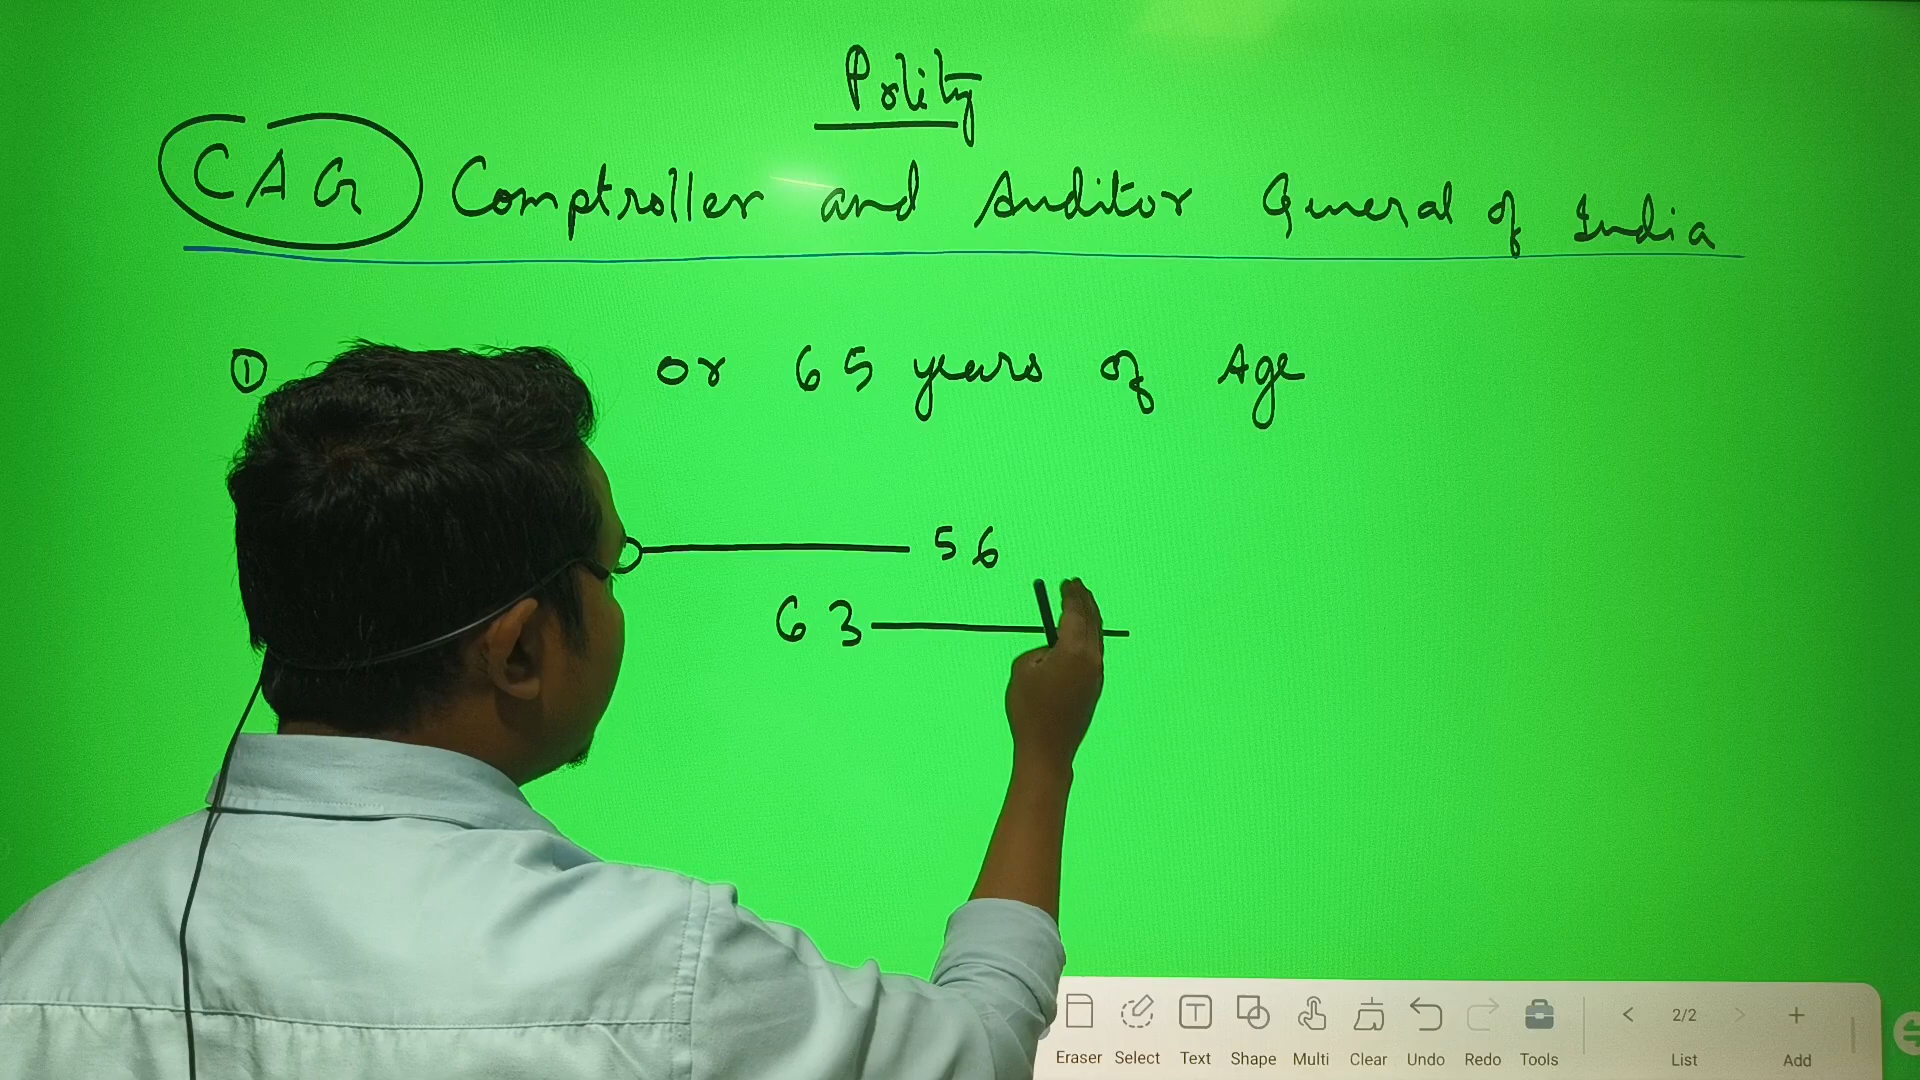 Polity
CAG Comptroller and Auditor General of India
① or 65 years of Age
56
63
Eraser Select Text Shape Multi Clear Undo Redo Tools < 2/2 > List + Add